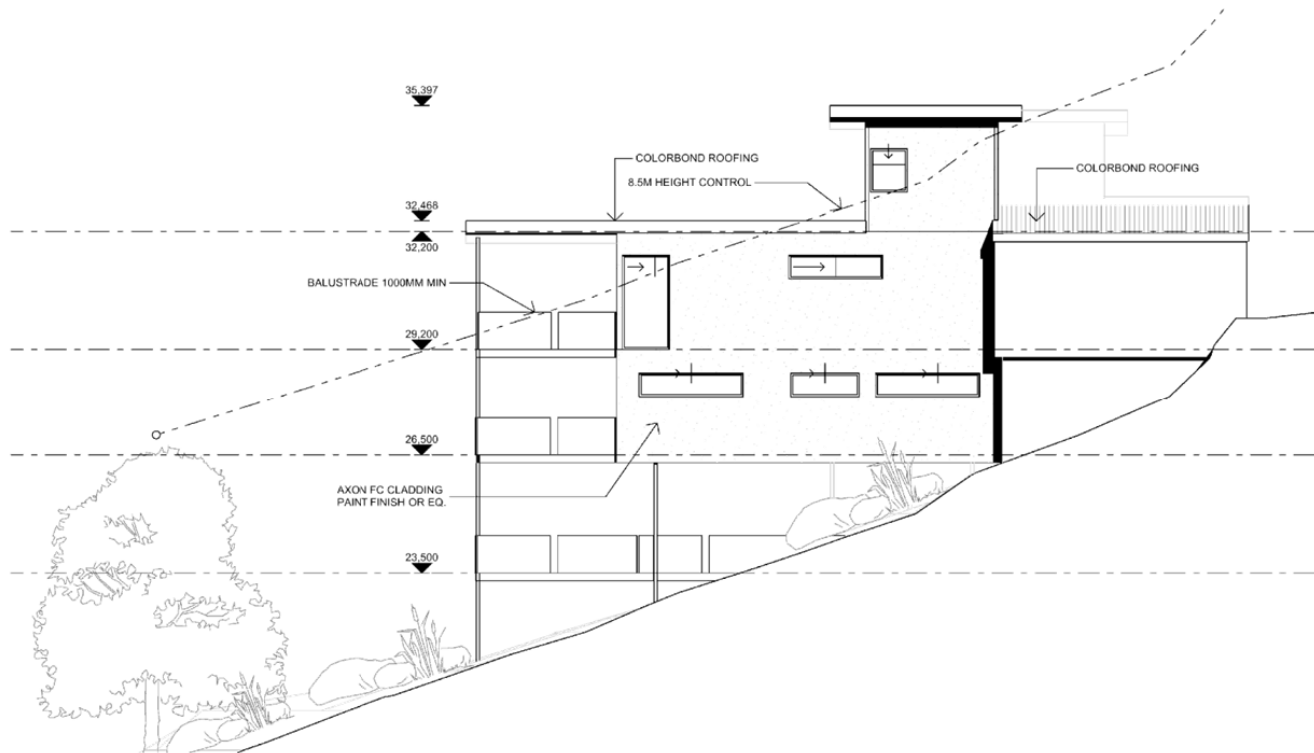 35,397
COLORBOND ROOFING
8.5M HEIGHT CONTROL
COLORBOND ROOFING
32,468
32,200
BALUSTRADE 1000MM MIN
29,200
26,500
AXON FC CLADDING
PAINT FINISH OR EQ.
23,500